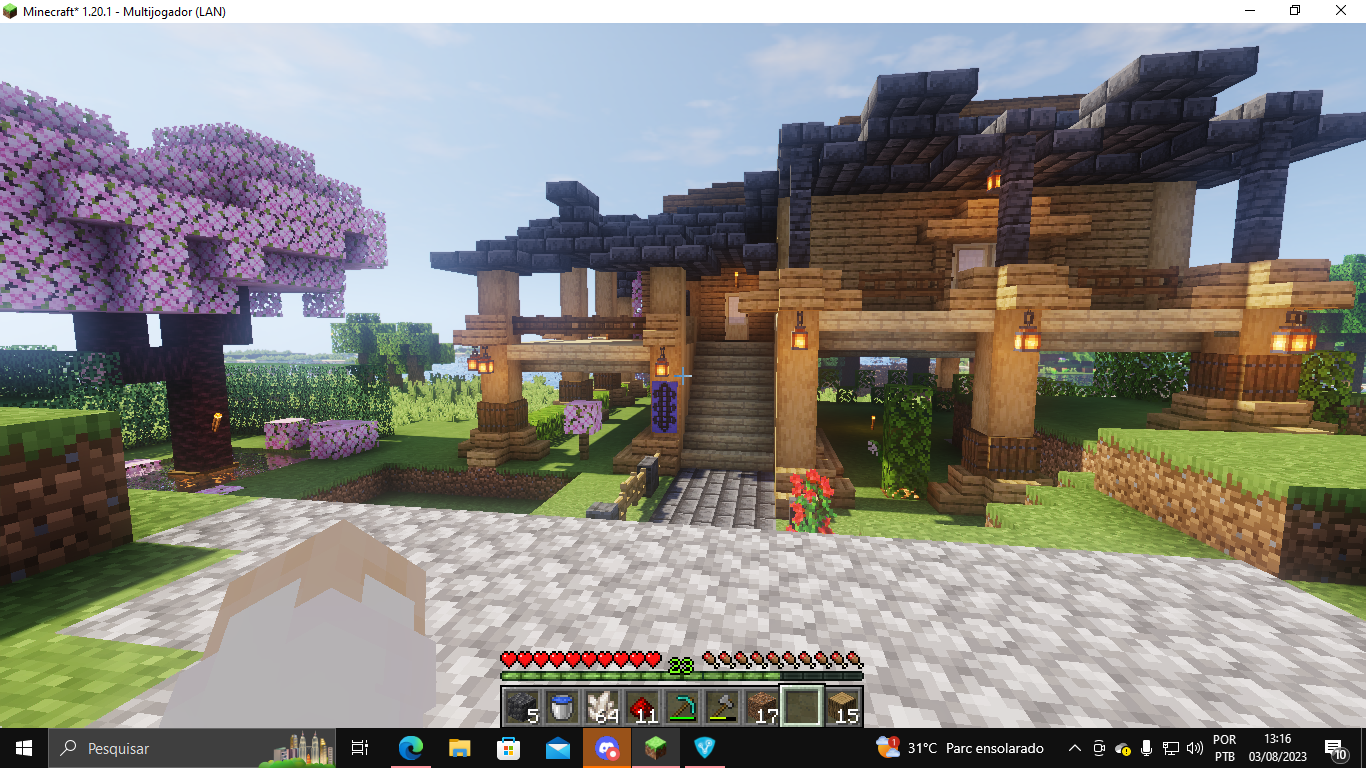 Minecraft* 1.20.1 - Multijogador (LAN)
28
5
64
11
17
15
Pesquisar
1
31°C Parc ensolarado
POR
PTB
13:16
03/08/2023
10